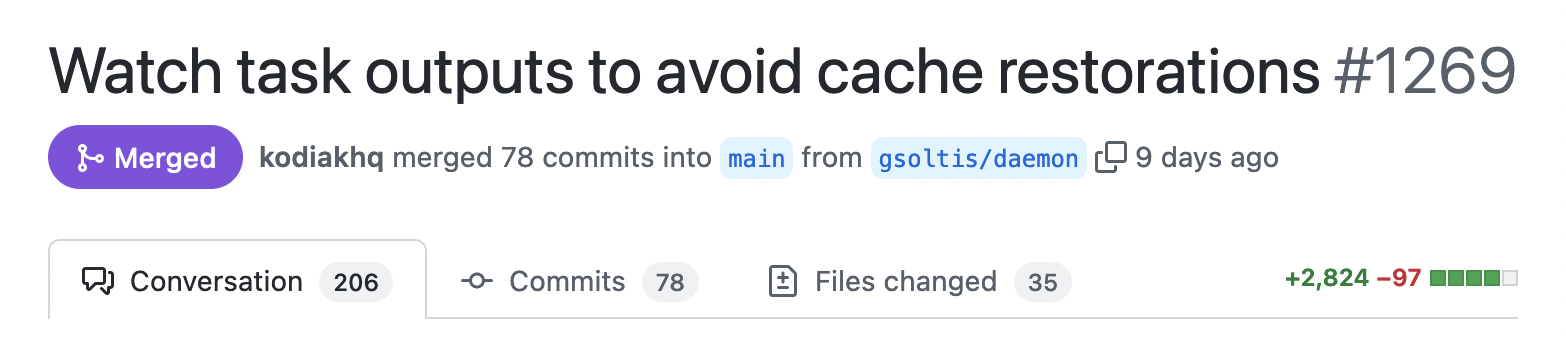 Watch task outputs to avoid cache restorations #1269
Merged kodiakhq merged 78 commits into main from gsoltis/daemon 9 days ago
Conversation 206 Commits 78 Files changed 35 +2,824 −97